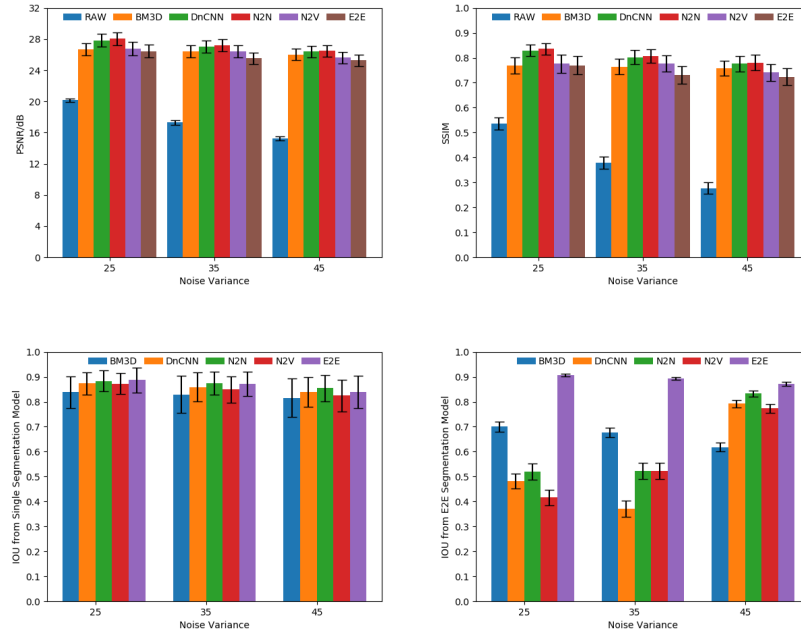 RAW BM3D DnCNN N2N N2V E2E
PSNR/dB
32
28
24
20
16
12
8
4
0
25 35 45
Noise Variance
RAW BM3D DnCNN N2N N2V E2E
SSIM
1.0
0.9
0.8
0.7
0.6
0.5
0.4
0.3
0.2
0.1
0.0
25 35 45
Noise Variance
BM3D DnCNN N2N N2V E2E
IOU from Single Segmentation Model
1.0
0.9
0.8
0.7
0.6
0.5
0.4
0.3
0.2
0.1
0.0
25 35 45
Noise Variance
BM3D DnCNN N2N N2V E2E
IOU from E2E Segmentation Model
1.0
0.9
0.8
0.7
0.6
0.5
0.4
0.3
0.2
0.1
0.0
25 35 45
Noise Variance